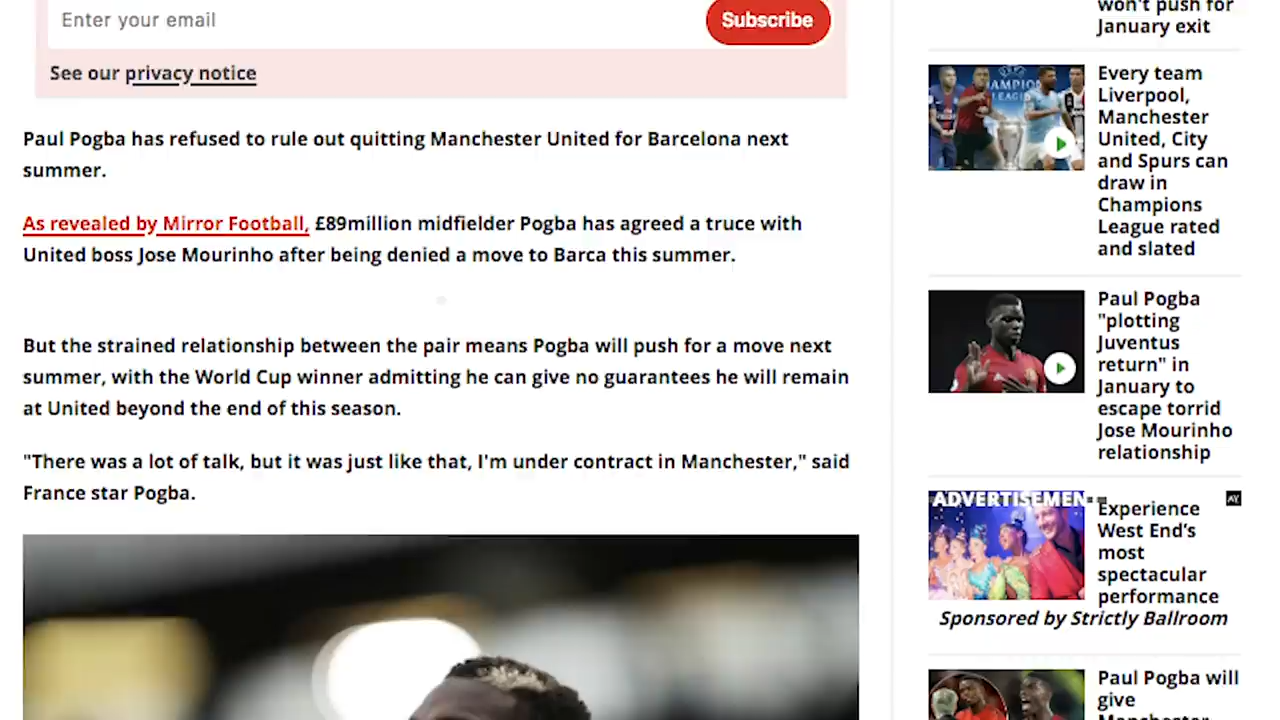 Enter your email
Subscribe
See our privacy notice
Paul Pogba has refused to rule out quitting Manchester United for Barcelona next
summer.
As revealed by Mirror Football, £89million midfielder Pogba has agreed a truce with
United boss Jose Mourinho after being denied a move to Barca this summer.
But the strained relationship between the pair means Pogba will push for a move next
summer, with the World Cup winner admitting he can give no guarantees he will remain
at United beyond the end of this season.
"There was a lot of talk, but it was just like that, I'm under contract in Manchester," said
France star Pogba.
won't push for
January exit
Every team
Liverpool,
Manchester
United, City
and Spurs can
draw in
Champions
League rated
and slated
Paul Pogba
"plotting
Juventus
return" in
January to
escape torrid
Jose Mourinho
relationship
ADVERTISEMEN
Experience
West End's
most
spectacular
performance
Sponsored by Strictly Ballroom
Paul Pogba will
give